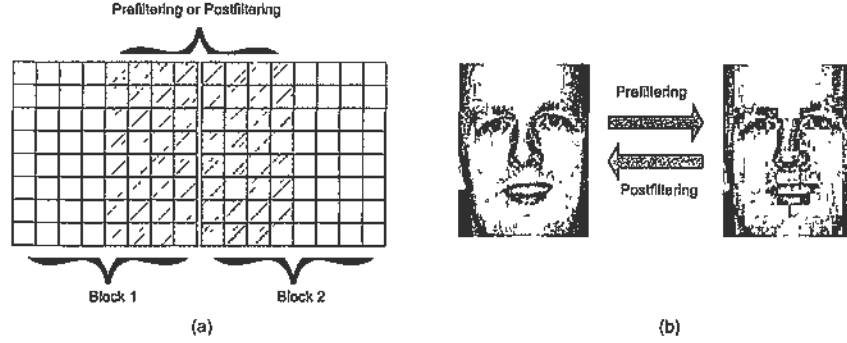 Prefiltering or Postfiltering
Block 1
Block 2
(a)
Prefiltering
Postfiltering
(b)